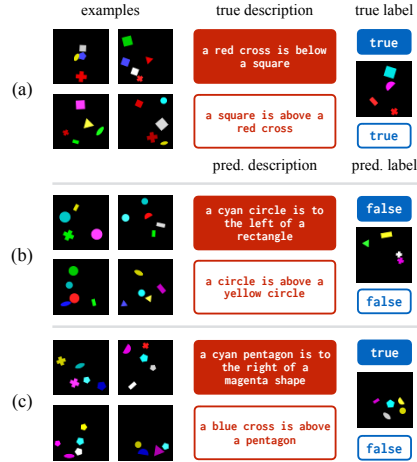 examples true description true label
(a)
a red cross is below
a square
true
a square is above a
red cross
true
pred. description pred. label
(b)
a cyan circle is to
the left of a
rectangle
false
a circle is above a
yellow circle
false
(c)
a cyan pentagon is to
the right of a
magenta shape
true
a blue cross is above
a pentagon
false